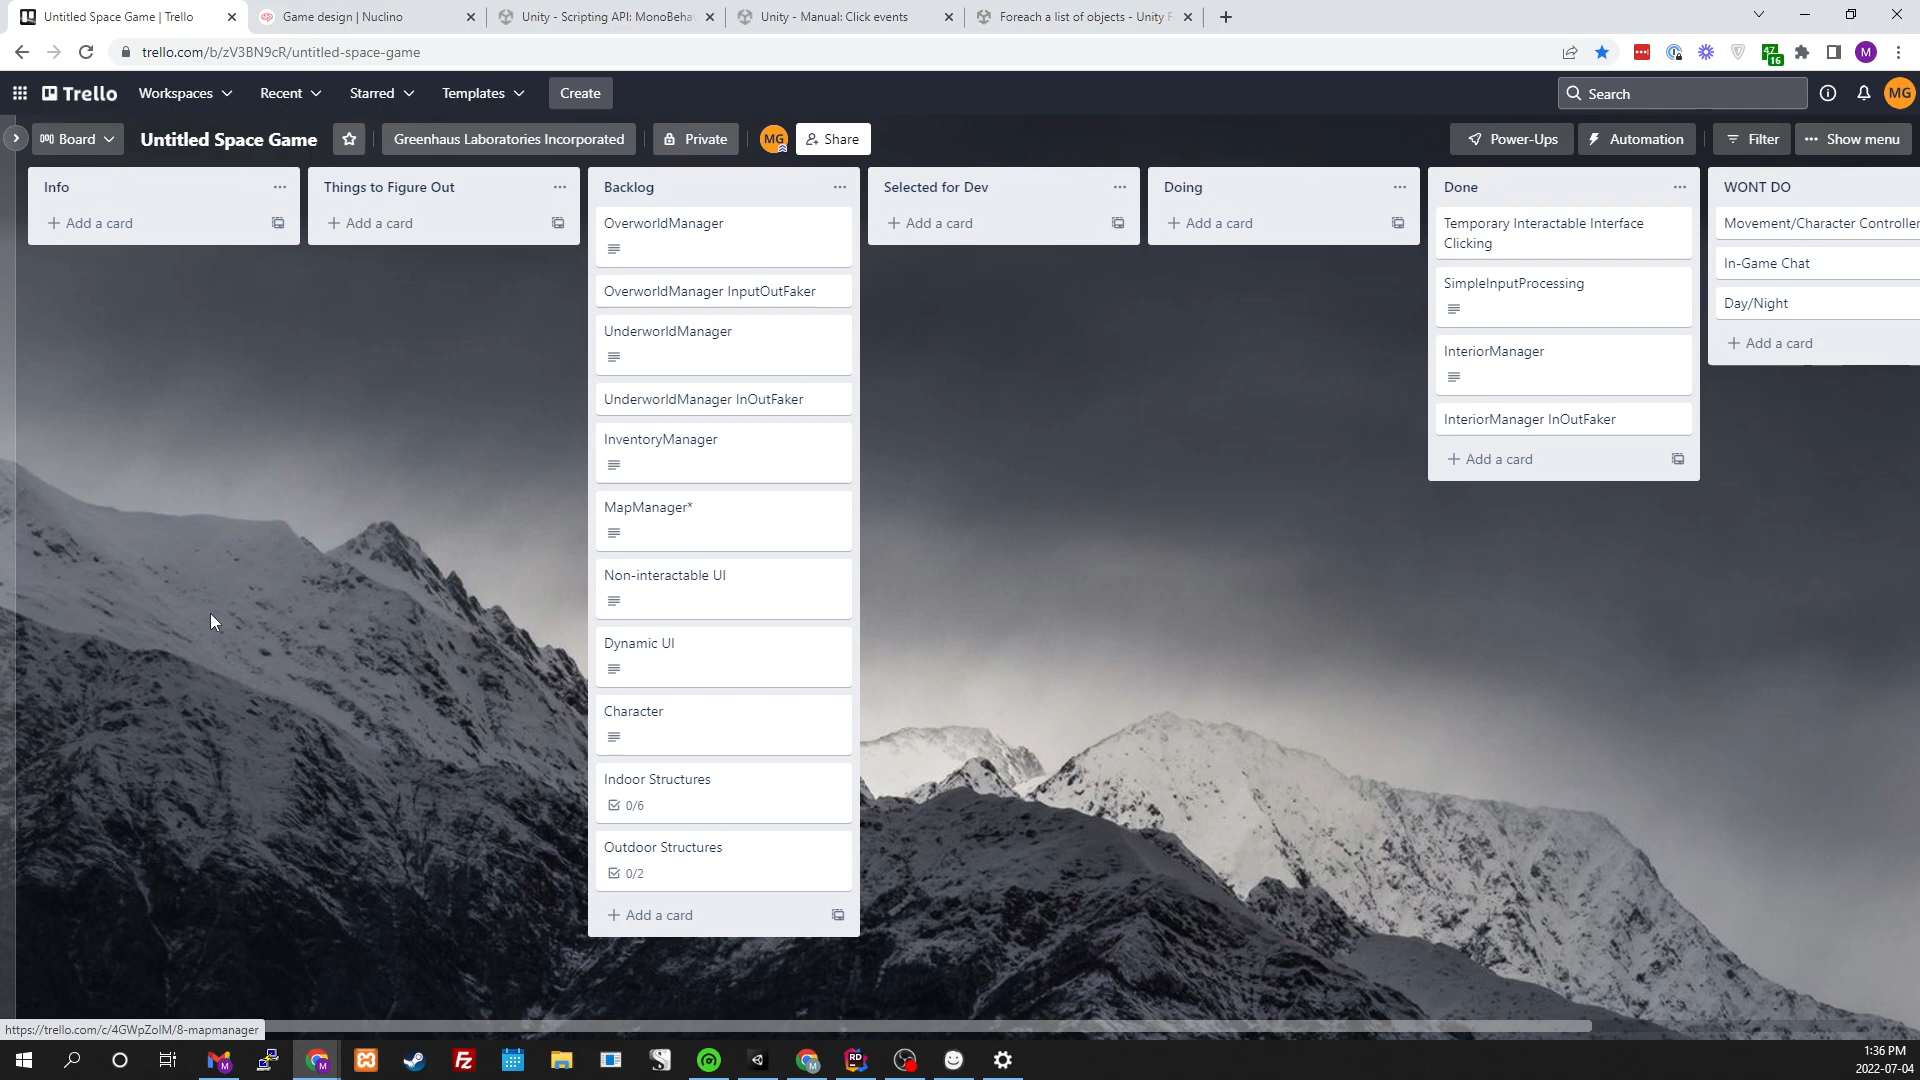 Untitled Space Game | Trello
Game design | Nuclino
Unity - Scripting API: MonoBehav
Unity - Manual: Click events
Foreach a list of objects - Unity F
trello.com/b/zV3BN9cR/untitled-space-game
47
16
M
Trello
Workspaces
Recent
Starred
Templates
Create
Search
MG
Board
Untitled Space Game
Greenhaus Laboratories Incorporated
Private
MG
Share
Power-Ups
Automation
Filter
Show menu
Info
Add a card
Things to Figure Out
Add a card
Backlog
OverworldManager
OverworldManager InputOutFaker
UnderworldManager
UnderworldManager InOutFaker
InventoryManager
MapManager*
Non-interactable UI
Dynamic UI
Character
Indoor Structures
0/6
Outdoor Structures
0/2
Add a card
Selected for Dev
Add a card
Doing
Add a card
Done
Temporary Interactable Interface
Clicking
SimpleInputProcessing
InteriorManager
InteriorManager InOutFaker
Add a card
WONT DO
Movement/Character Controller
In-Game Chat
Day/Night
Add a card
https://trello.com/c/4GWpZolM/8-mapmanager
1:36 PM
2022-07-04